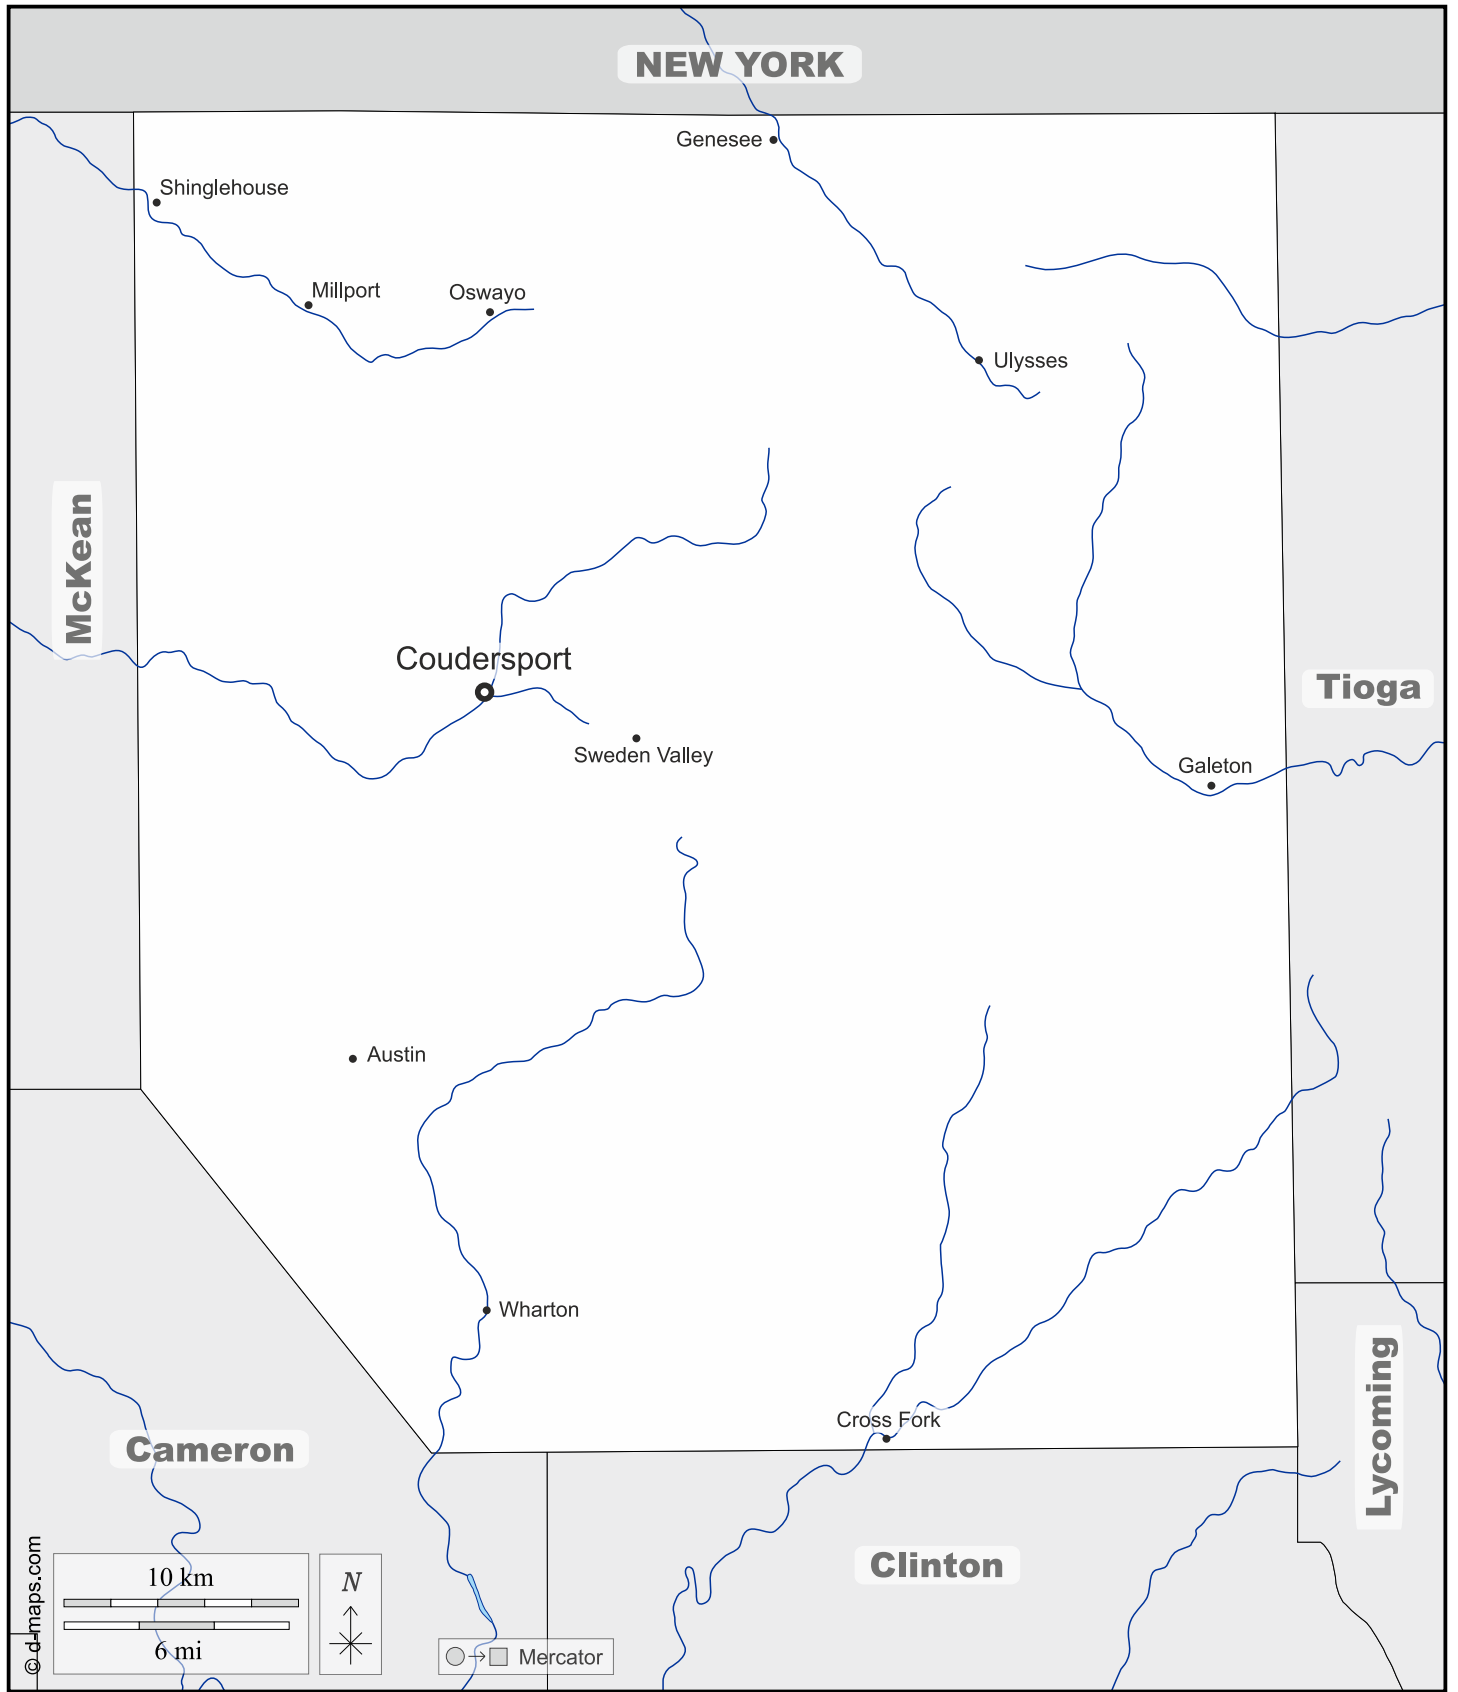 NEW YORK
Genesee
Shinglehouse
Millport
Oswayo
Ulysses
McKean
Coudersport
Tioga
Sweden Valley
Galeton
Austin
Wharton
Lycoming
Cross Fork
Cameron
Clinton
© d-maps.com
10 km
6 mi
N
Mercator